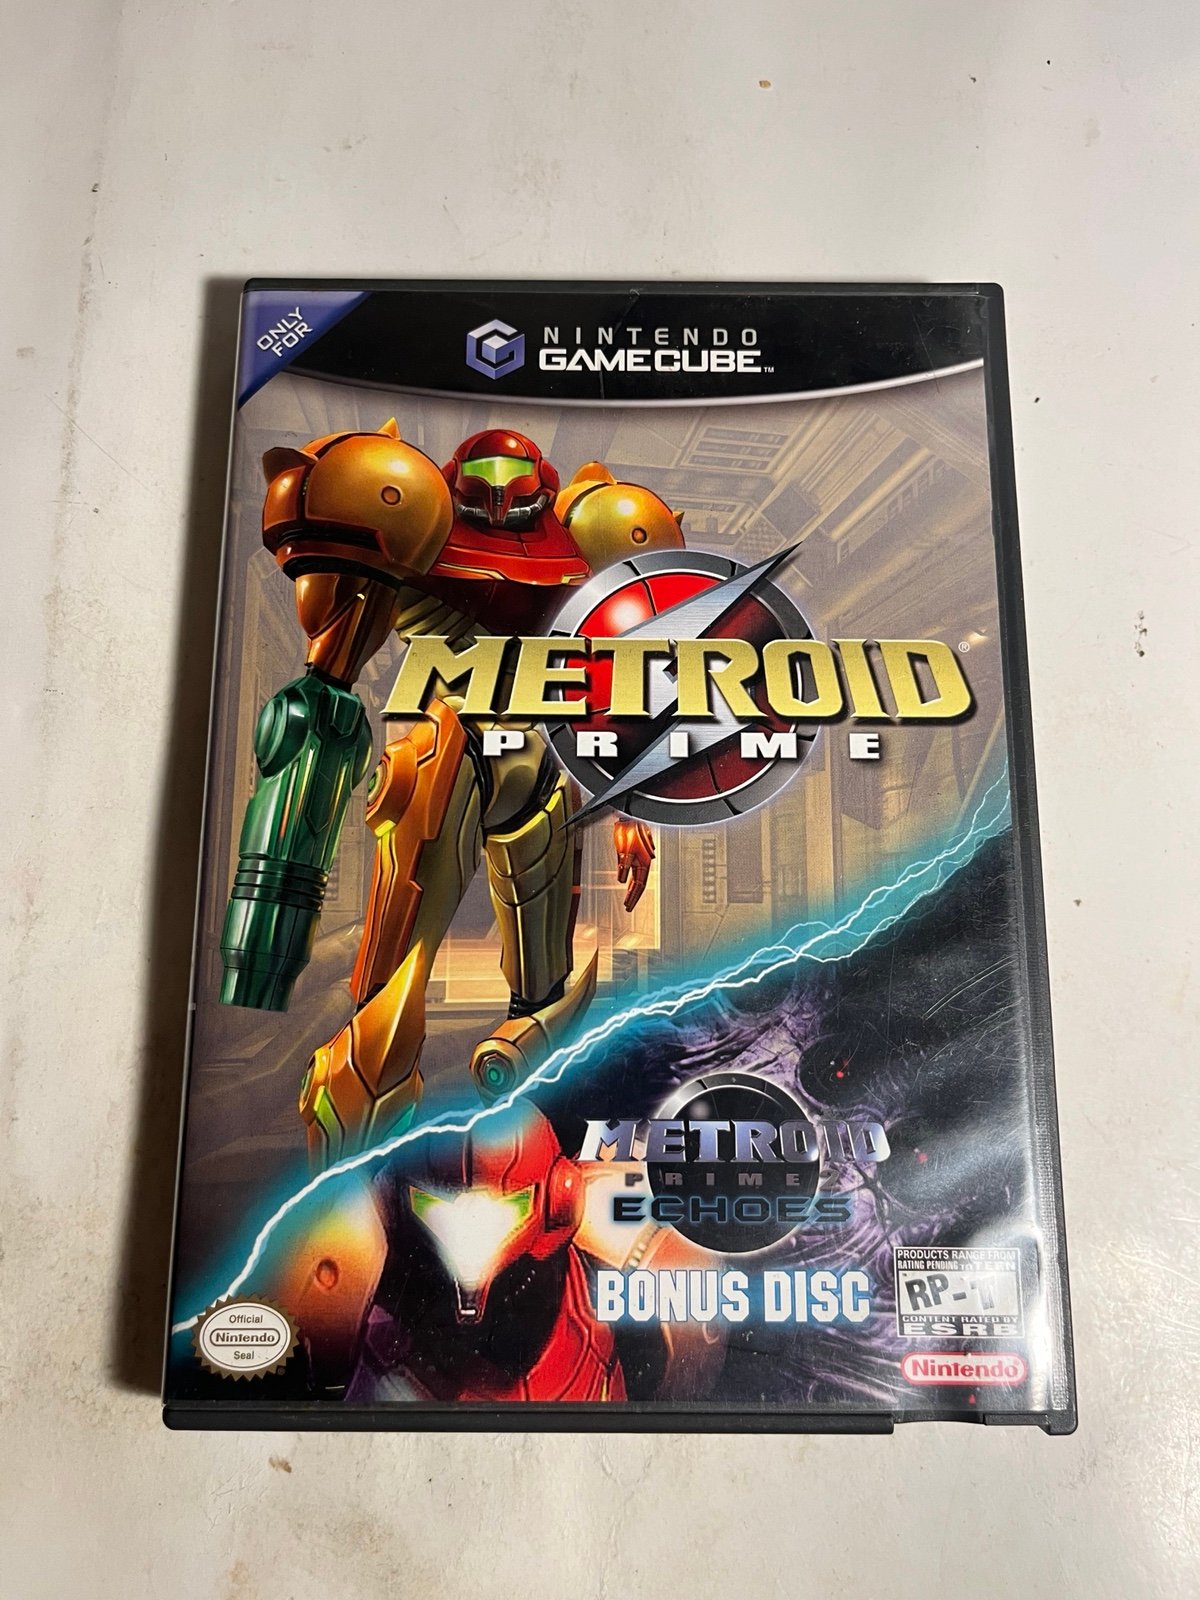 ONLY
FOR
NINTENDO
GAMECUBE™
METROID®
PRIME
METROID
PRIME 2
ECHOES
BONUS DISC
PRODUCTS RANGE FROM
RATING PENDING TO TEEN
RP-T
CONTENT RATED BY
ESRB
Official
Nintendo
Seal
Nintendo